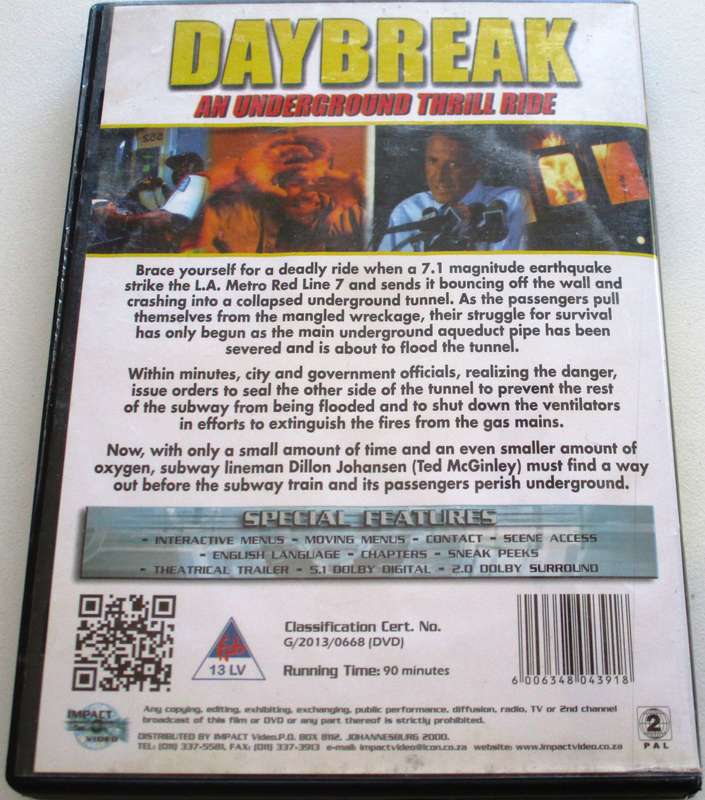 DAYBREAK
AN UNDERGROUND THRILL RIDE
Brace yourself for a deadly ride when a 7.1 magnitude earthquake
strike the L.A. Metro Red Line 7 and sends it bouncing off the wall and
crashing into a collapsed underground tunnel. As the passengers pull
themselves from the mangled wreckage, their struggle for survival
has only begun as the main underground aqueduct pipe has been
severed and is about to flood the tunnel.
Within minutes, city and government officials, realizing the danger,
issue orders to seal the other side of the tunnel to prevent the rest
of the subway from being flooded and to shut down the ventilators
in efforts to extinguish the fires from the gas mains.
Now, with only a small amount of time and an even smaller amount of
oxygen, subway lineman Dillon Johansen (Ted McGinley) must find a way
out before the subway train and its passengers perish underground.
SPECIAL FEATURES
- INTERACTIVE MENUS - MOVING MENUS - CONTACT - SCENE ACCESS
- ENGLISH LANGUAGE - CHAPTERS - SNEAK PEEKS
- THEATRICAL TRAILER - 5.1 DOLBY DIGITAL - 2.0 DOLBY SURROUND
13 LV
Classification Cert. No.
G/2013/0668 (DVD)
Running Time: 90 minutes
6 006348 043918
IMPACT
VIDEO
Any copying, editing, exhibiting, exchanging, public performance, diffusion, radio, TV or 2nd channel
broadcast of this film or DVD or any part thereof is strictly prohibited.
DISTRIBUTED BY IMPACT Video.P.O. BOX 8112, JOHANNESBURG 2000.
TEL: (011) 337-5581, FAX: (011) 337-3913 e-mail: impactvideo@icon.co.za website: www.impactvideo.co.za
2
PAL